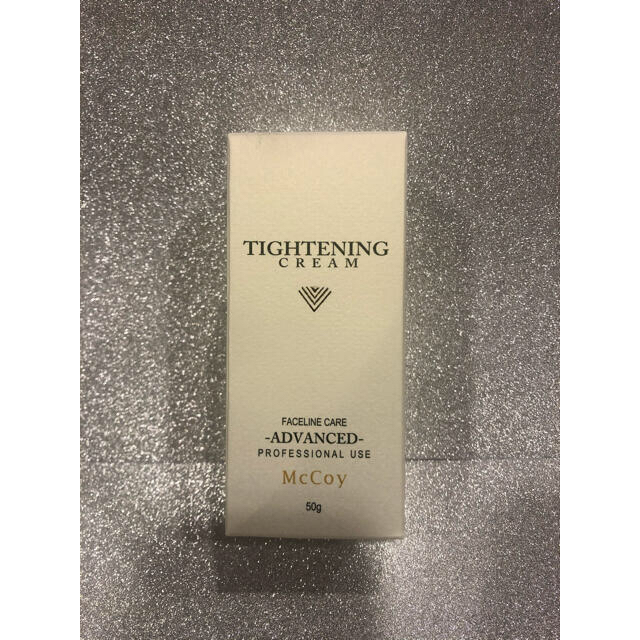 TIGHTENING
CREAM
FACELINE CARE
-ADVANCED-
PROFESSIONAL USE
McCoy
50g